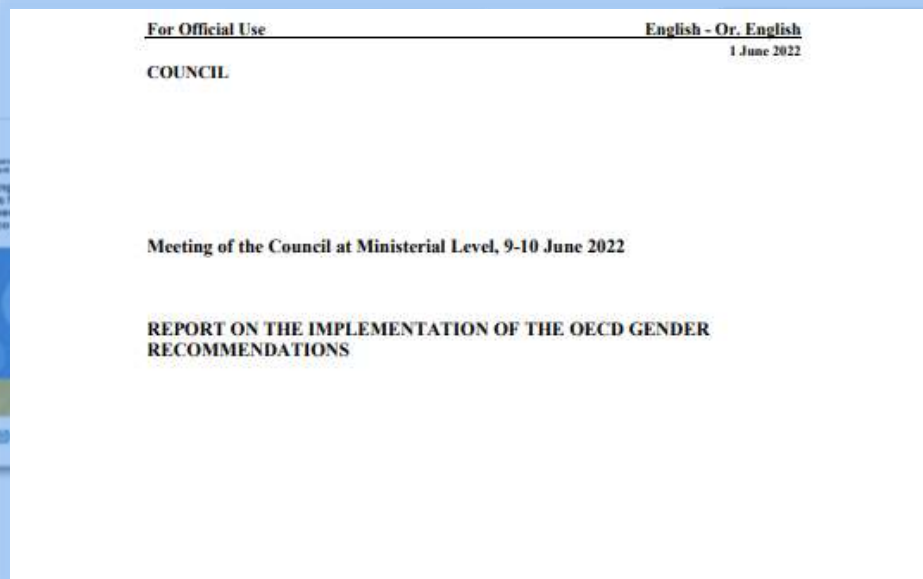 For Official Use English - Or. English
1 June 2022
COUNCIL
Meeting of the Council at Ministerial Level, 9-10 June 2022
REPORT ON THE IMPLEMENTATION OF THE OECD GENDER
RECOMMENDATIONS